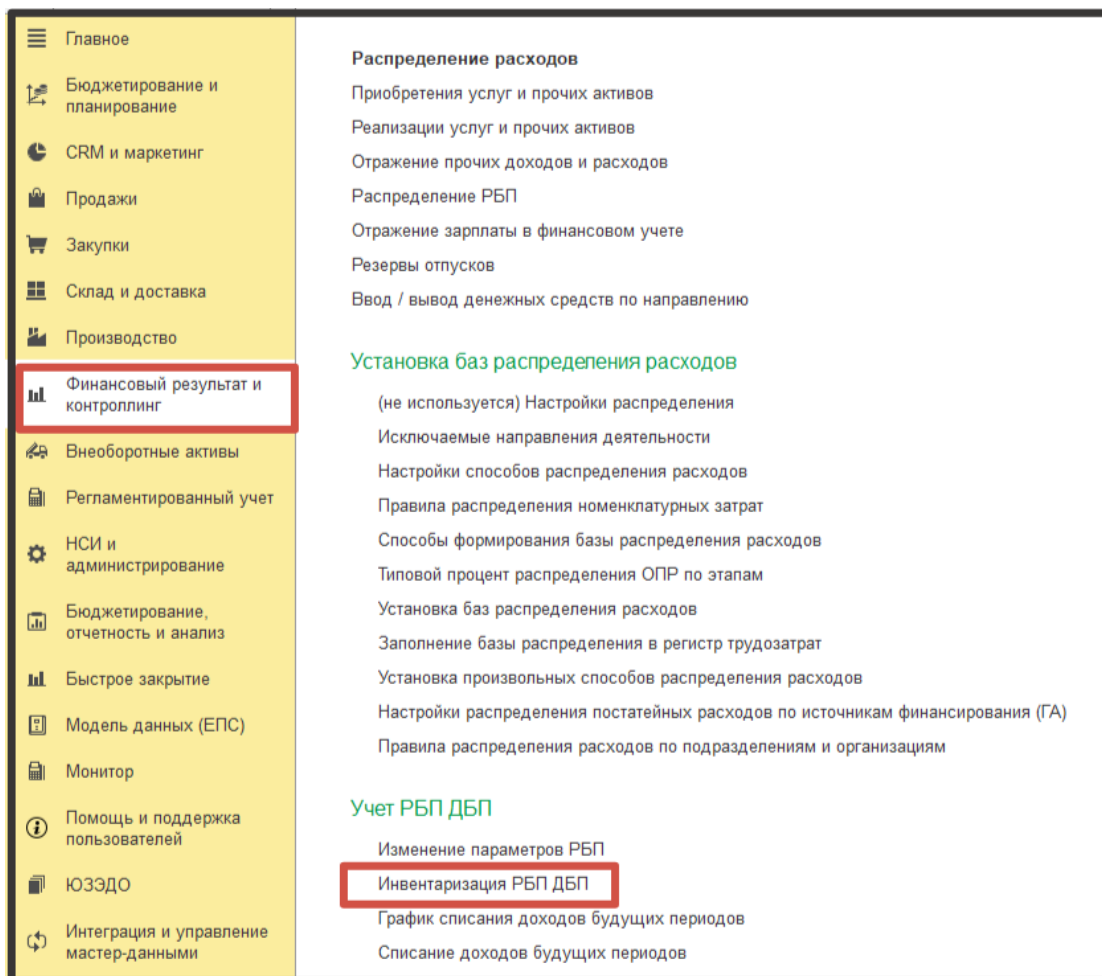 Главное
Бюджетирование и
планирование
CRM и маркетинг
Продажи
Закупки
Склад и доставка
Производство
Финансовый результат и
контроллинг
Внеоборотные активы
Регламентированный учет
НСИ и
администрирование
Бюджетирование,
отчетность и анализ
Быстрое закрытие
Модель данных (ЕПС)
Монитор
Помощь и поддержка
пользователей
ЮЗЭДО
Интеграция и управление
мастер-данными
Распределение расходов
Приобретения услуг и прочих активов
Реализации услуг и прочих активов
Отражение прочих доходов и расходов
Распределение РБП
Отражение зарплаты в финансовом учете
Резервы отпусков
Ввод / вывод денежных средств по направлению
Установка баз распределения расходов
(не используется) Настройки распределения
Исключаемые направления деятельности
Настройки способов распределения расходов
Правила распределения номенклатурных затрат
Способы формирования базы распределения расходов
Типовой процент распределения ОПР по этапам
Установка баз распределения расходов
Заполнение базы распределения в регистр трудозатрат
Установка произвольных способов распределения расходов
Настройки распределения постатейных расходов по источникам финансирования (ГА)
Правила распределения расходов по подразделениям и организациям
Учет РБП ДБП
Изменение параметров РБП
Инвентаризация РБП ДБП
График списания доходов будущих периодов
Списание доходов будущих периодов